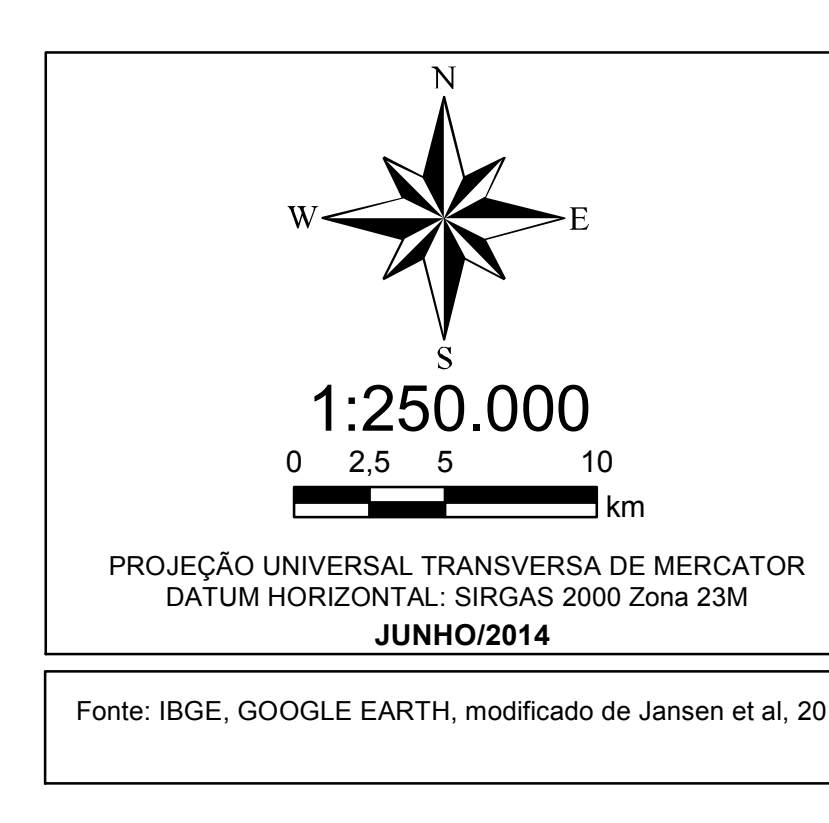 N
W E
S
1:250.000
0 2,5 5 10
km
PROJEÇÃO UNIVERSAL TRANSVERSA DE MERCATOR
DATUM HORIZONTAL: SIRGAS 2000 Zona 23M
JUNHO/2014
Fonte: IBGE, GOOGLE EARTH, modificado de Jansen et al, 20